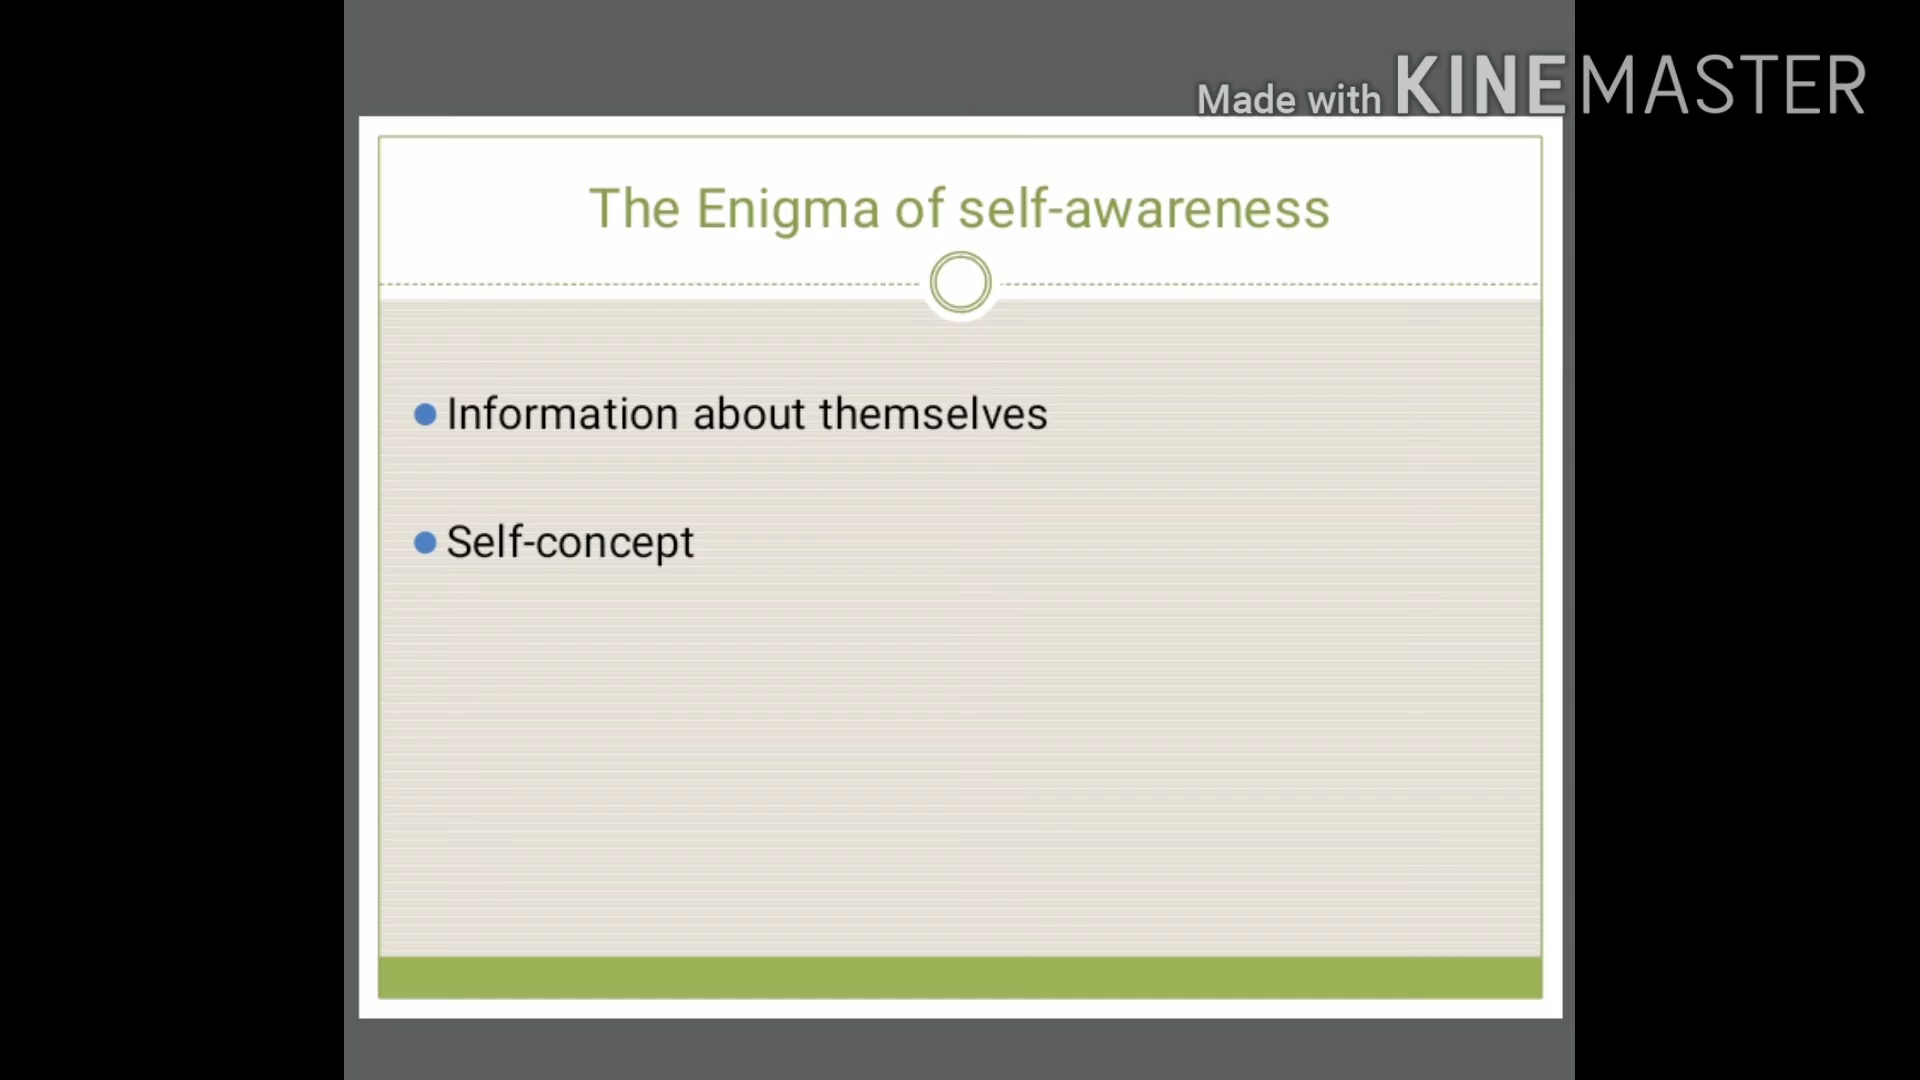 Made with KINEMASTER
The Enigma of self-awareness
Information about themselves
Self-concept